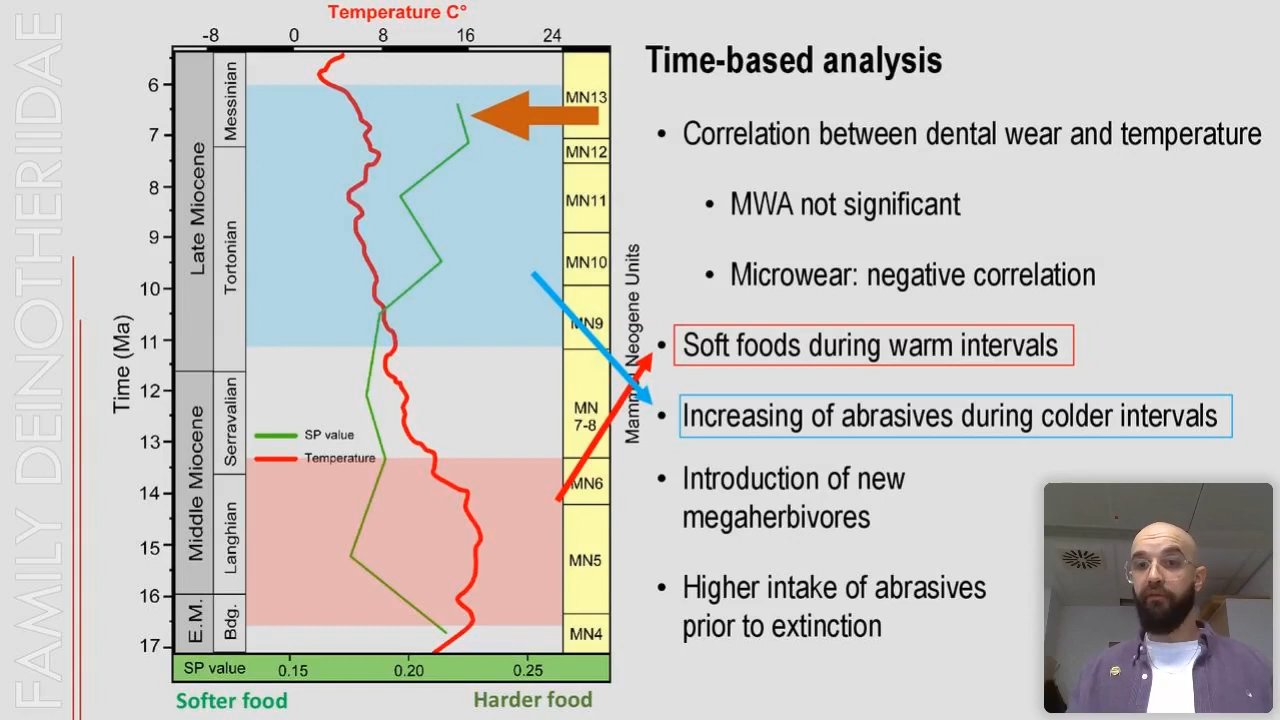 FAMILY DEINOTHERIIDAE
Temperature C°
-8 0 8 16 24
Time (Ma)
6
7
8
9
10
11
12
13
14
15
16
17
Late Miocene
Middle Miocene
E.M.
Messinian
Tortonian
Serravalian
Langhian
Bdg.
SP value
Temperature
MN13
MN12
MN11
MN10
MN9
MN
7-8
MN6
MN5
MN4
Mammal Neogene Units
SP value 0.15 0.20 0.25
Softer food Harder food
Time-based analysis
• Correlation between dental wear and temperature
• MWA not significant
• Microwear: negative correlation
• Soft foods during warm intervals
• Increasing of abrasives during colder intervals
• Introduction of new
megaherbivores
• Higher intake of abrasives
prior to extinction